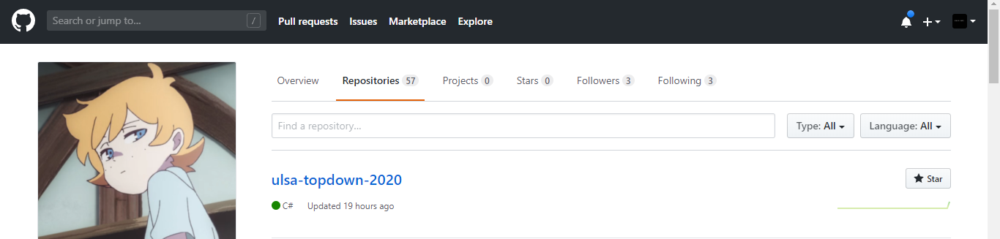 Search or jump to... /
Pull requests Issues Marketplace Explore
Overview Repositories 57 Projects 0 Stars 0 Followers 3 Following 3
Find a repository...
Type: All Language: All
ulsa-topdown-2020
Star
C# Updated 19 hours ago